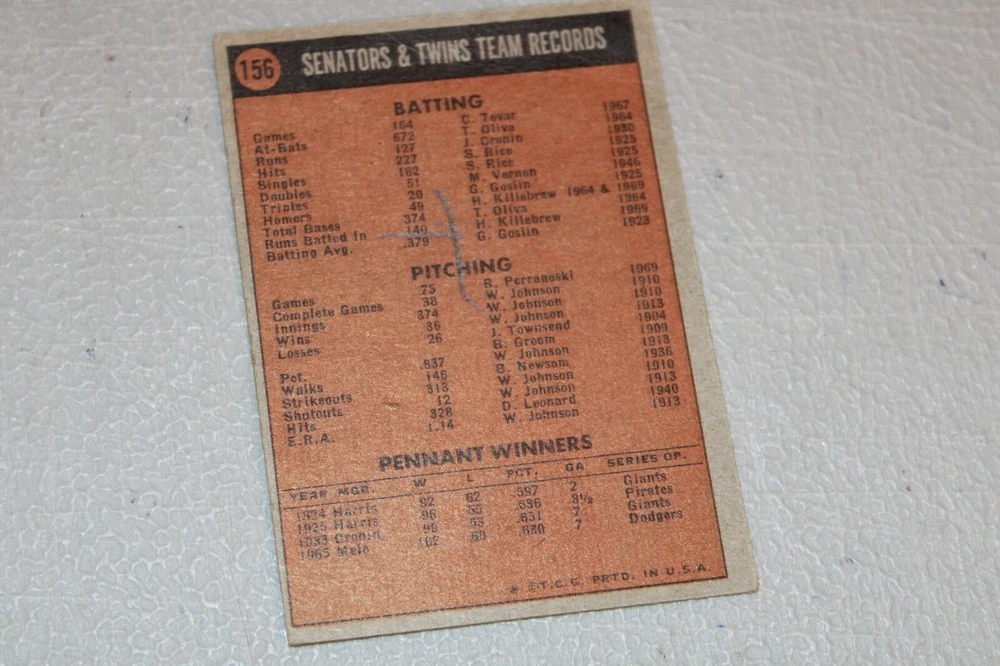 156 SENATORS & TWINS TEAM RECORDS
BATTING
Games 164 C. Tovar 1967
At-Bats 672 T. Oliva 1964
Runs 127 J. Cronin 1930
Hits 227 S. Rice 1925
Singles 182 S. Rice 1925
Doubles 51 M. Vernon 1946
Triples 20 G. Goslin 1925
Homers 49 H. Killebrew 1964 & 1969
Total Bases 374 T. Oliva 1964
Runs Batted In 140 H. Killebrew 1969
Batting Avg. .379 G. Goslin 1923
PITCHING
Games 75 R. Perranoski 1969
Complete Games 38 W. Johnson 1910
Innings 374 W. Johnson 1910
Wins 36 W. Johnson 1913
Losses 26 J. Townsend 1904
B. Groom 1909
Pct. .837 W. Johnson 1913
Walks 146 B. Newsom 1936
Strikeouts 313 W. Johnson 1910
Shutouts 12 W. Johnson 1913
Hits 328 D. Leonard 1940
E.R.A. 1.14 W. Johnson 1913
PENNANT WINNERS
YEAR MGR. W L PCT. GA SERIES OP.
1924 Harris 92 62 .597 2 Giants
1925 Harris 96 55 .636 8½ Pirates
1933 Cronin 99 53 .651 7 Giants
1965 Mele 102 60 .630 7 Dodgers
* © T.C.G. PRTD. IN U.S.A.